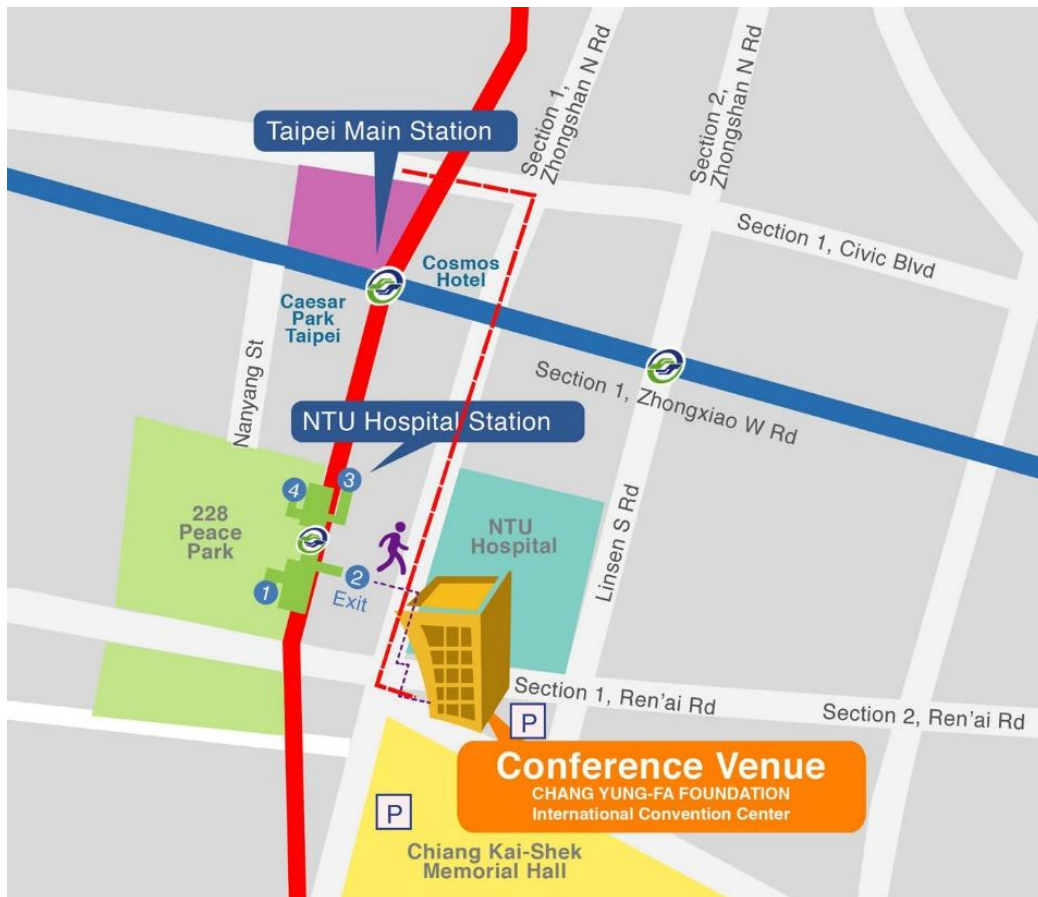 Section 1,
Zhongshan N Rd
Section 2,
Zhongshan N Rd
Taipei Main Station
Section 1, Civic Blvd
Cosmos
Hotel
Caesar
Park
Taipei
Nanyang St
Section 1, Zhongxiao W Rd
NTU Hospital Station
3
4
228
Peace
Park
NTU
Hospital
Linsen S Rd
2
1
Exit
Section 1, Ren'ai Rd
Section 2, Ren'ai Rd
P
Conference Venue
CHANG YUNG-FA FOUNDATION
International Convention Center
P
Chiang Kai-Shek
Memorial Hall